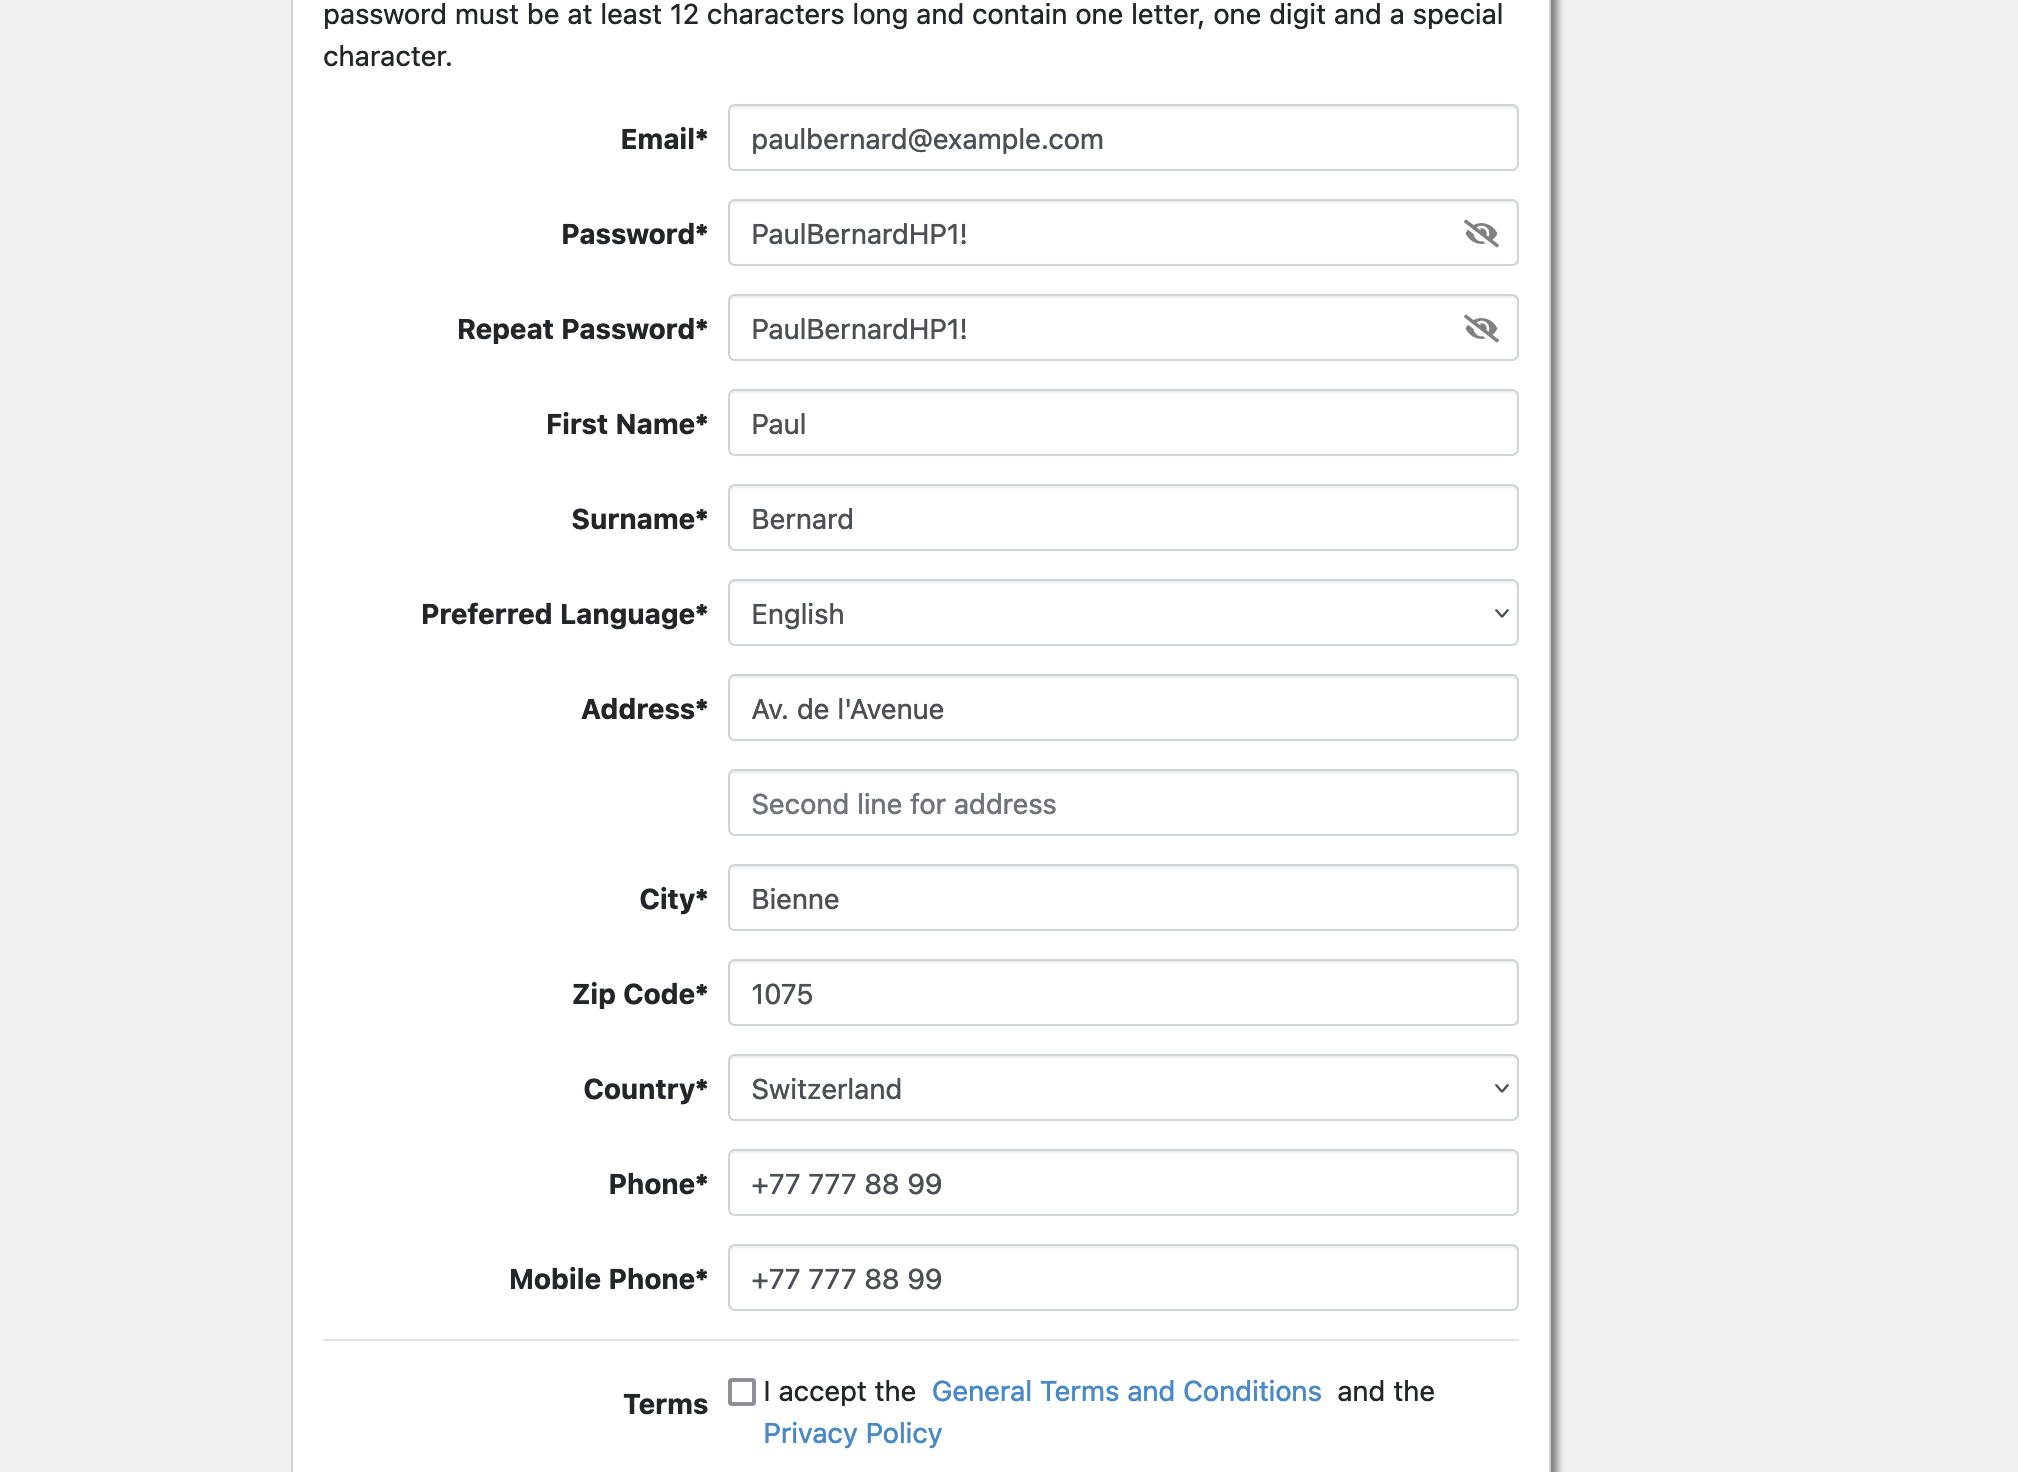 password must be at least 12 characters long and contain one letter, one digit and a special
character.
Email* paulbernard@example.com
Password* PaulBernardHP1!
Repeat Password* PaulBernardHP1!
First Name* Paul
Surname* Bernard
Preferred Language* English
Address* Av. de l'Avenue
Second line for address
City* Bienne
Zip Code* 1075
Country* Switzerland
Phone* +77 777 88 99
Mobile Phone* +77 777 88 99
Terms I accept the General Terms and Conditions and the
Privacy Policy